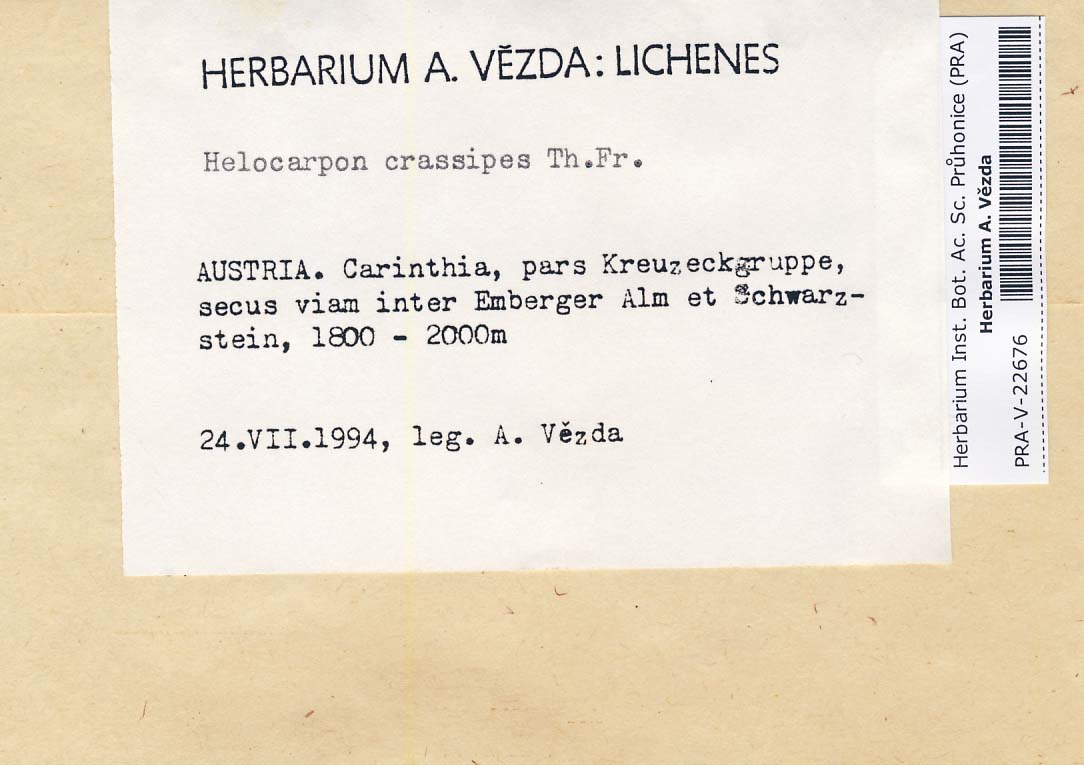 HERBARIUM A. VĚZDA: LICHENES
Helocarpon crassipes Th.Fr.
AUSTRIA. Carinthia, pars Kreuzeckgruppe,
secus viam inter Emberger Alm et Schwarz-
stein, 1800 - 2000m
24.VII.1994, leg. A. Vězda
Herbarium Inst. Bot. Ac. Sc. Průhonice (PRA)
Herbarium A. Vězda
PRA-V-22676